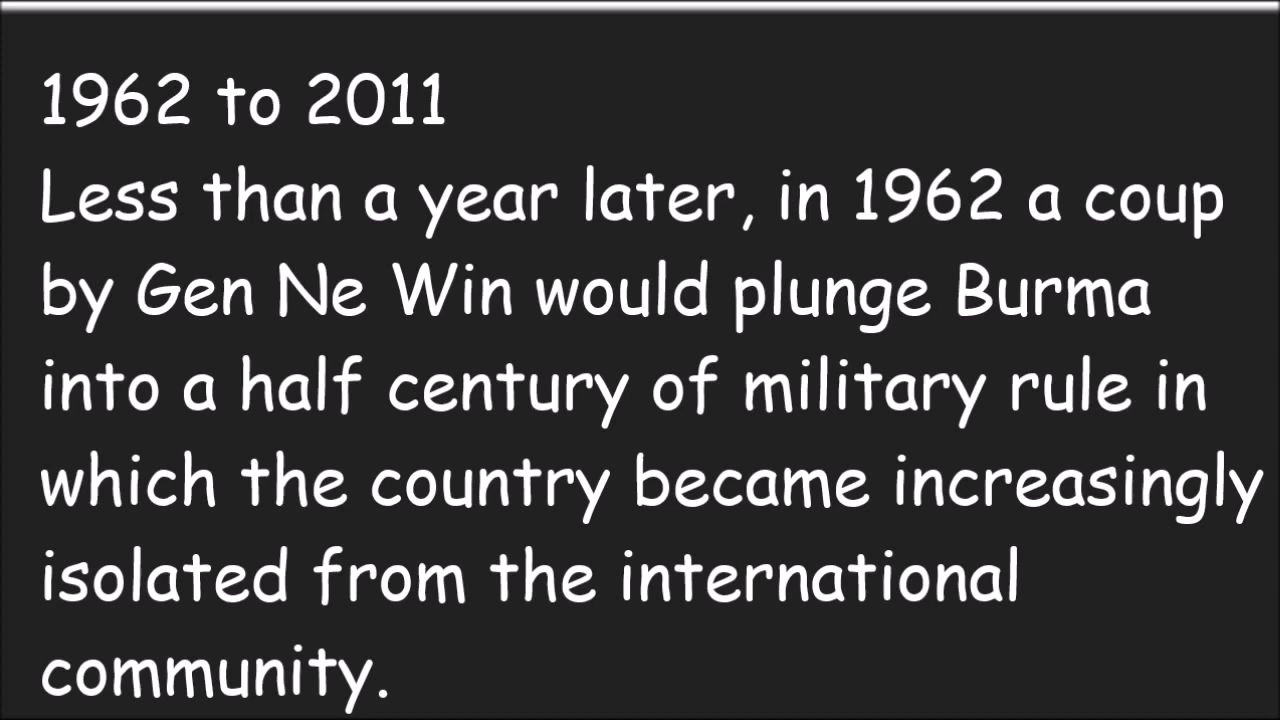 1962 to 2011
Less than a year later, in 1962 a coup
by Gen Ne Win would plunge Burma
into a half century of military rule in
which the country became increasingly
isolated from the international
community.